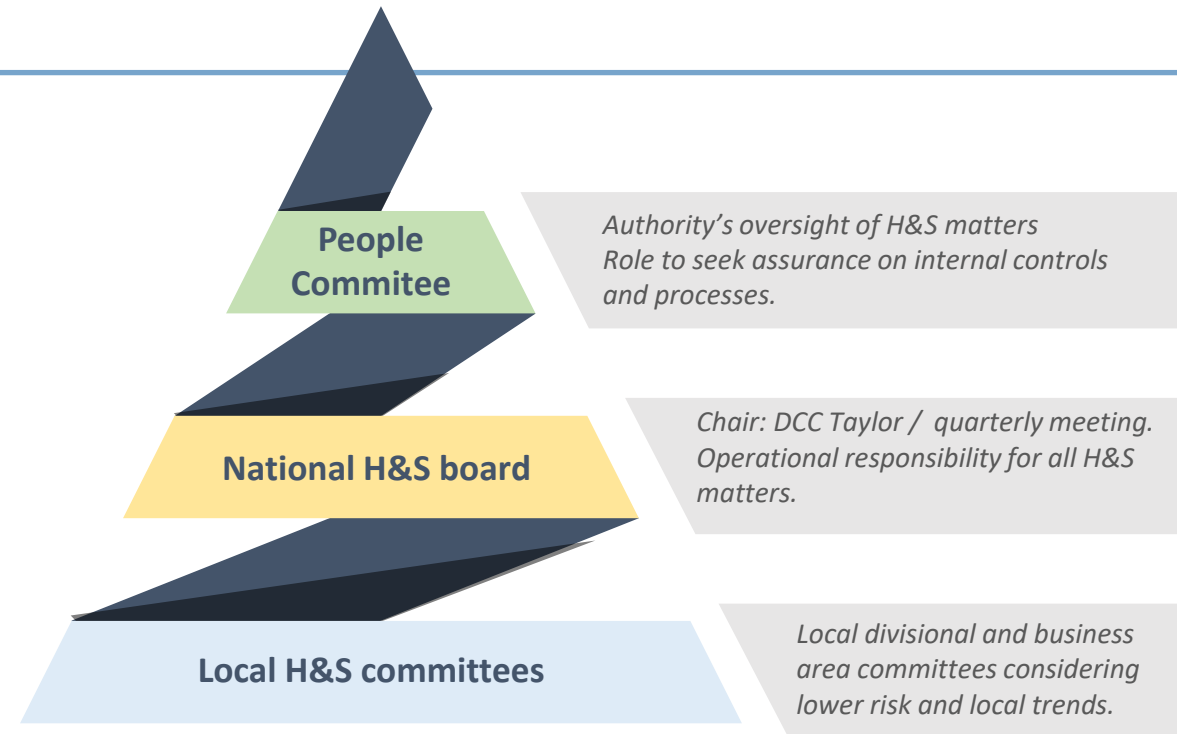 People
Commitee
Authority’s oversight of H&S matters
Role to seek assurance on internal controls
and processes.
National H&S board
Chair: DCC Taylor /  quarterly meeting.
Operational responsibility for all H&S
matters.
Local H&S committees
Local divisional and business
area committees considering
lower risk and local trends.